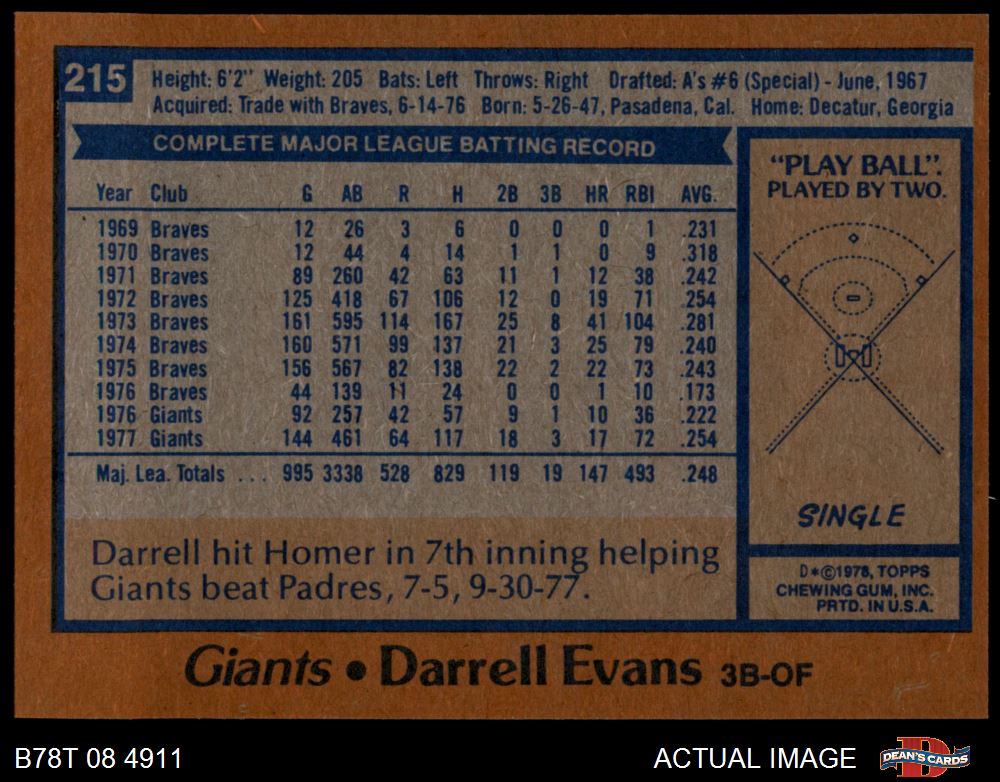 215
Height: 6'2" Weight: 205 Bats: Left Throws: Right Drafted: A's #6 (Special) - June, 1967
Acquired: Trade with Braves, 6-14-76 Born: 5-26-47, Pasadena, Cal. Home: Decatur, Georgia
COMPLETE MAJOR LEAGUE BATTING RECORD
Year Club G AB R H 2B 3B HR RBI AVG.
1969 Braves 12 26 3 6 0 0 0 1 .231
1970 Braves 12 44 4 14 1 1 0 9 .318
1971 Braves 89 260 42 63 11 1 12 38 .242
1972 Braves 125 418 67 106 12 0 19 71 .254
1973 Braves 161 595 114 167 25 8 41 104 .281
1974 Braves 160 571 99 137 21 3 25 79 .240
1975 Braves 156 567 82 138 22 2 22 73 .243
1976 Braves 44 139 11 24 0 0 1 10 .173
1976 Giants 92 257 42 57 9 1 10 36 .222
1977 Giants 144 461 64 117 18 3 17 72 .254
Maj. Lea. Totals . . . 995 3338 528 829 119 19 147 493 .248
Darrell hit Homer in 7th inning helping
Giants beat Padres, 7-5, 9-30-77.
"PLAY BALL".
PLAYED BY TWO.
SINGLE
D*©1978, TOPPS
CHEWING GUM, INC.
PRTD. IN U.S.A.
Giants • Darrell Evans 3B-OF
B78T 08 4911
ACTUAL IMAGE
DEAN'S CARDS